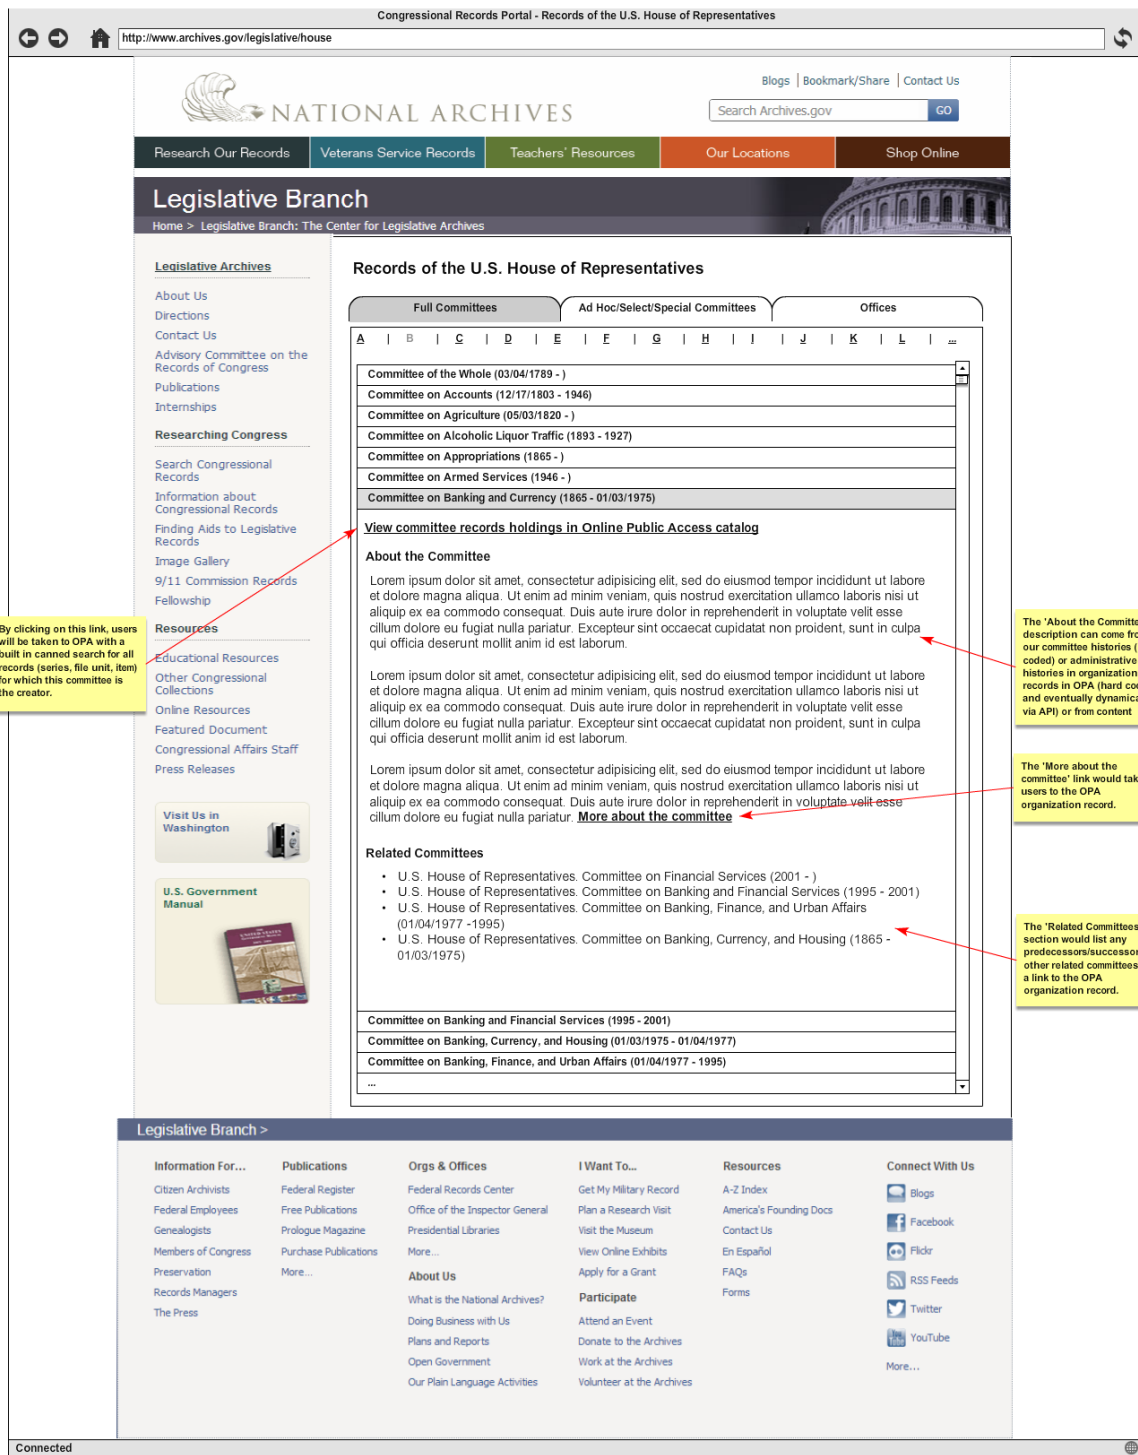 Congressional Records Portal - Records of the U.S. House of Representatives
http://www.archives.gov/legislative/house
Blogs | Bookmark/Share | Contact Us
NATIONAL ARCHIVES
Search Archives.gov GO
Research Our Records Veterans Service Records Teachers' Resources Our Locations Shop Online
Legislative Branch
Home > Legislative Branch: The Center for Legislative Archives
Legislative Archives
About Us
Directions
Contact Us
Advisory Committee on the
Records of Congress
Publications
Internships
Researching Congress
Search Congressional
Records
Information about
Congressional Records
Finding Aids to Legislative
Records
Image Gallery
9/11 Commission Records
Fellowship
Resources
Educational Resources
Other Congressional
Collections
Online Resources
Featured Document
Congressional Affairs Staff
Press Releases
Visit Us in
Washington
U.S. Government
Manual
By clicking on this link, users
will be taken to OPA with a
built in canned search for all
records (series, file unit, item)
for which this committee is
the creator.
Records of the U.S. House of Representatives
Full Committees Ad Hoc/Select/Special Committees Offices
A | B | C | D | E | F | G | H | I | J | K | L | ...
Committee of the Whole (03/04/1789 - )
Committee on Accounts (12/17/1803 - 1946)
Committee on Agriculture (05/03/1820 - )
Committee on Alcoholic Liquor Traffic (1893 - 1927)
Committee on Appropriations (1865 - )
Committee on Armed Services (1946 - )
Committee on Banking and Currency (1865 - 01/03/1975)
View committee records holdings in Online Public Access catalog
About the Committee
Lorem ipsum dolor sit amet, consectetur adipisicing elit, sed do eiusmod tempor incididunt ut labore
et dolore magna aliqua. Ut enim ad minim veniam, quis nostrud exercitation ullamco laboris nisi ut
aliquip ex ea commodo consequat. Duis aute irure dolor in reprehenderit in voluptate velit esse
cillum dolore eu fugiat nulla pariatur. Excepteur sint occaecat cupidatat non proident, sunt in culpa
qui officia deserunt mollit anim id est laborum.
Lorem ipsum dolor sit amet, consectetur adipisicing elit, sed do eiusmod tempor incididunt ut labore
et dolore magna aliqua. Ut enim ad minim veniam, quis nostrud exercitation ullamco laboris nisi ut
aliquip ex ea commodo consequat. Duis aute irure dolor in reprehenderit in voluptate velit esse
cillum dolore eu fugiat nulla pariatur. Excepteur sint occaecat cupidatat non proident, sunt in culpa
qui officia deserunt mollit anim id est laborum.
Lorem ipsum dolor sit amet, consectetur adipisicing elit, sed do eiusmod tempor incididunt ut labore
et dolore magna aliqua. Ut enim ad minim veniam, quis nostrud exercitation ullamco laboris nisi ut
aliquip ex ea commodo consequat. Duis aute irure dolor in reprehenderit in voluptate velit esse
cillum dolore eu fugiat nulla pariatur. More about the committee
Related Committees
• U.S. House of Representatives. Committee on Financial Services (2001 - )
• U.S. House of Representatives. Committee on Banking and Financial Services (1995 - 2001)
• U.S. House of Representatives. Committee on Banking, Finance, and Urban Affairs
(01/04/1977 -1995)
• U.S. House of Representatives. Committee on Banking, Currency, and Housing (1865 -
01/03/1975)
Committee on Banking and Financial Services (1995 - 2001)
Committee on Banking, Currency, and Housing (01/03/1975 - 01/04/1977)
Committee on Banking, Finance, and Urban Affairs (01/04/1977 - 1995)
...
The 'About the
description can come
our committee histories
coded) or administrative
histories in organization
records in OPA (hard
and eventually
via API) or from content
The 'More about the
committee' link would
users to the OPA
organization record.
The 'Related Committees
section would list any
other related committees
a link to the OPA
organization record.
Legislative Branch >
Information For...
Citizen Archivists
Federal Employees
Genealogists
Members of Congress
Preservation
Records Managers
The Press
Publications
Federal Register
Free Publications
Prologue Magazine
Purchase Publications
More...
Orgs & Offices
Federal Records Center
Office of the Inspector General
Presidential Libraries
More...
About Us
What is the National Archives?
Doing Business with Us
Plans and Reports
Open Government
Our Plain Language Activities
I Want To...
Get My Military Record
Plan a Research Visit
Visit the Museum
View Online Exhibits
Apply for a Grant
Participate
Attend an Event
Donate to the Archives
Work at the Archives
Volunteer at the Archives
Resources
A-Z Index
America's Founding Docs
Contact Us
En Español
FAQs
Forms
Connect With Us
Blogs
Facebook
Flickr
RSS Feeds
Twitter
YouTube
More...
Connected